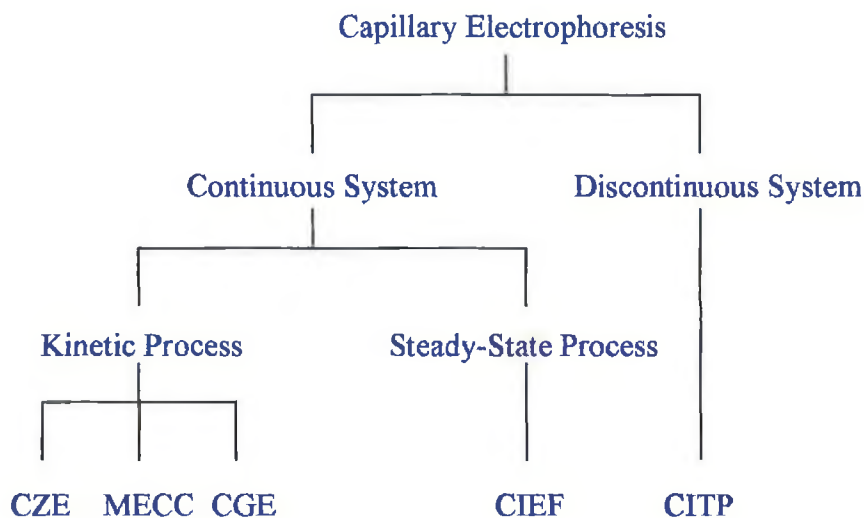 Capillary Electrophoresis
Continuous System Discontinuous System
Kinetic Process Steady-State Process
CZE MECC CGE CIEF CITP